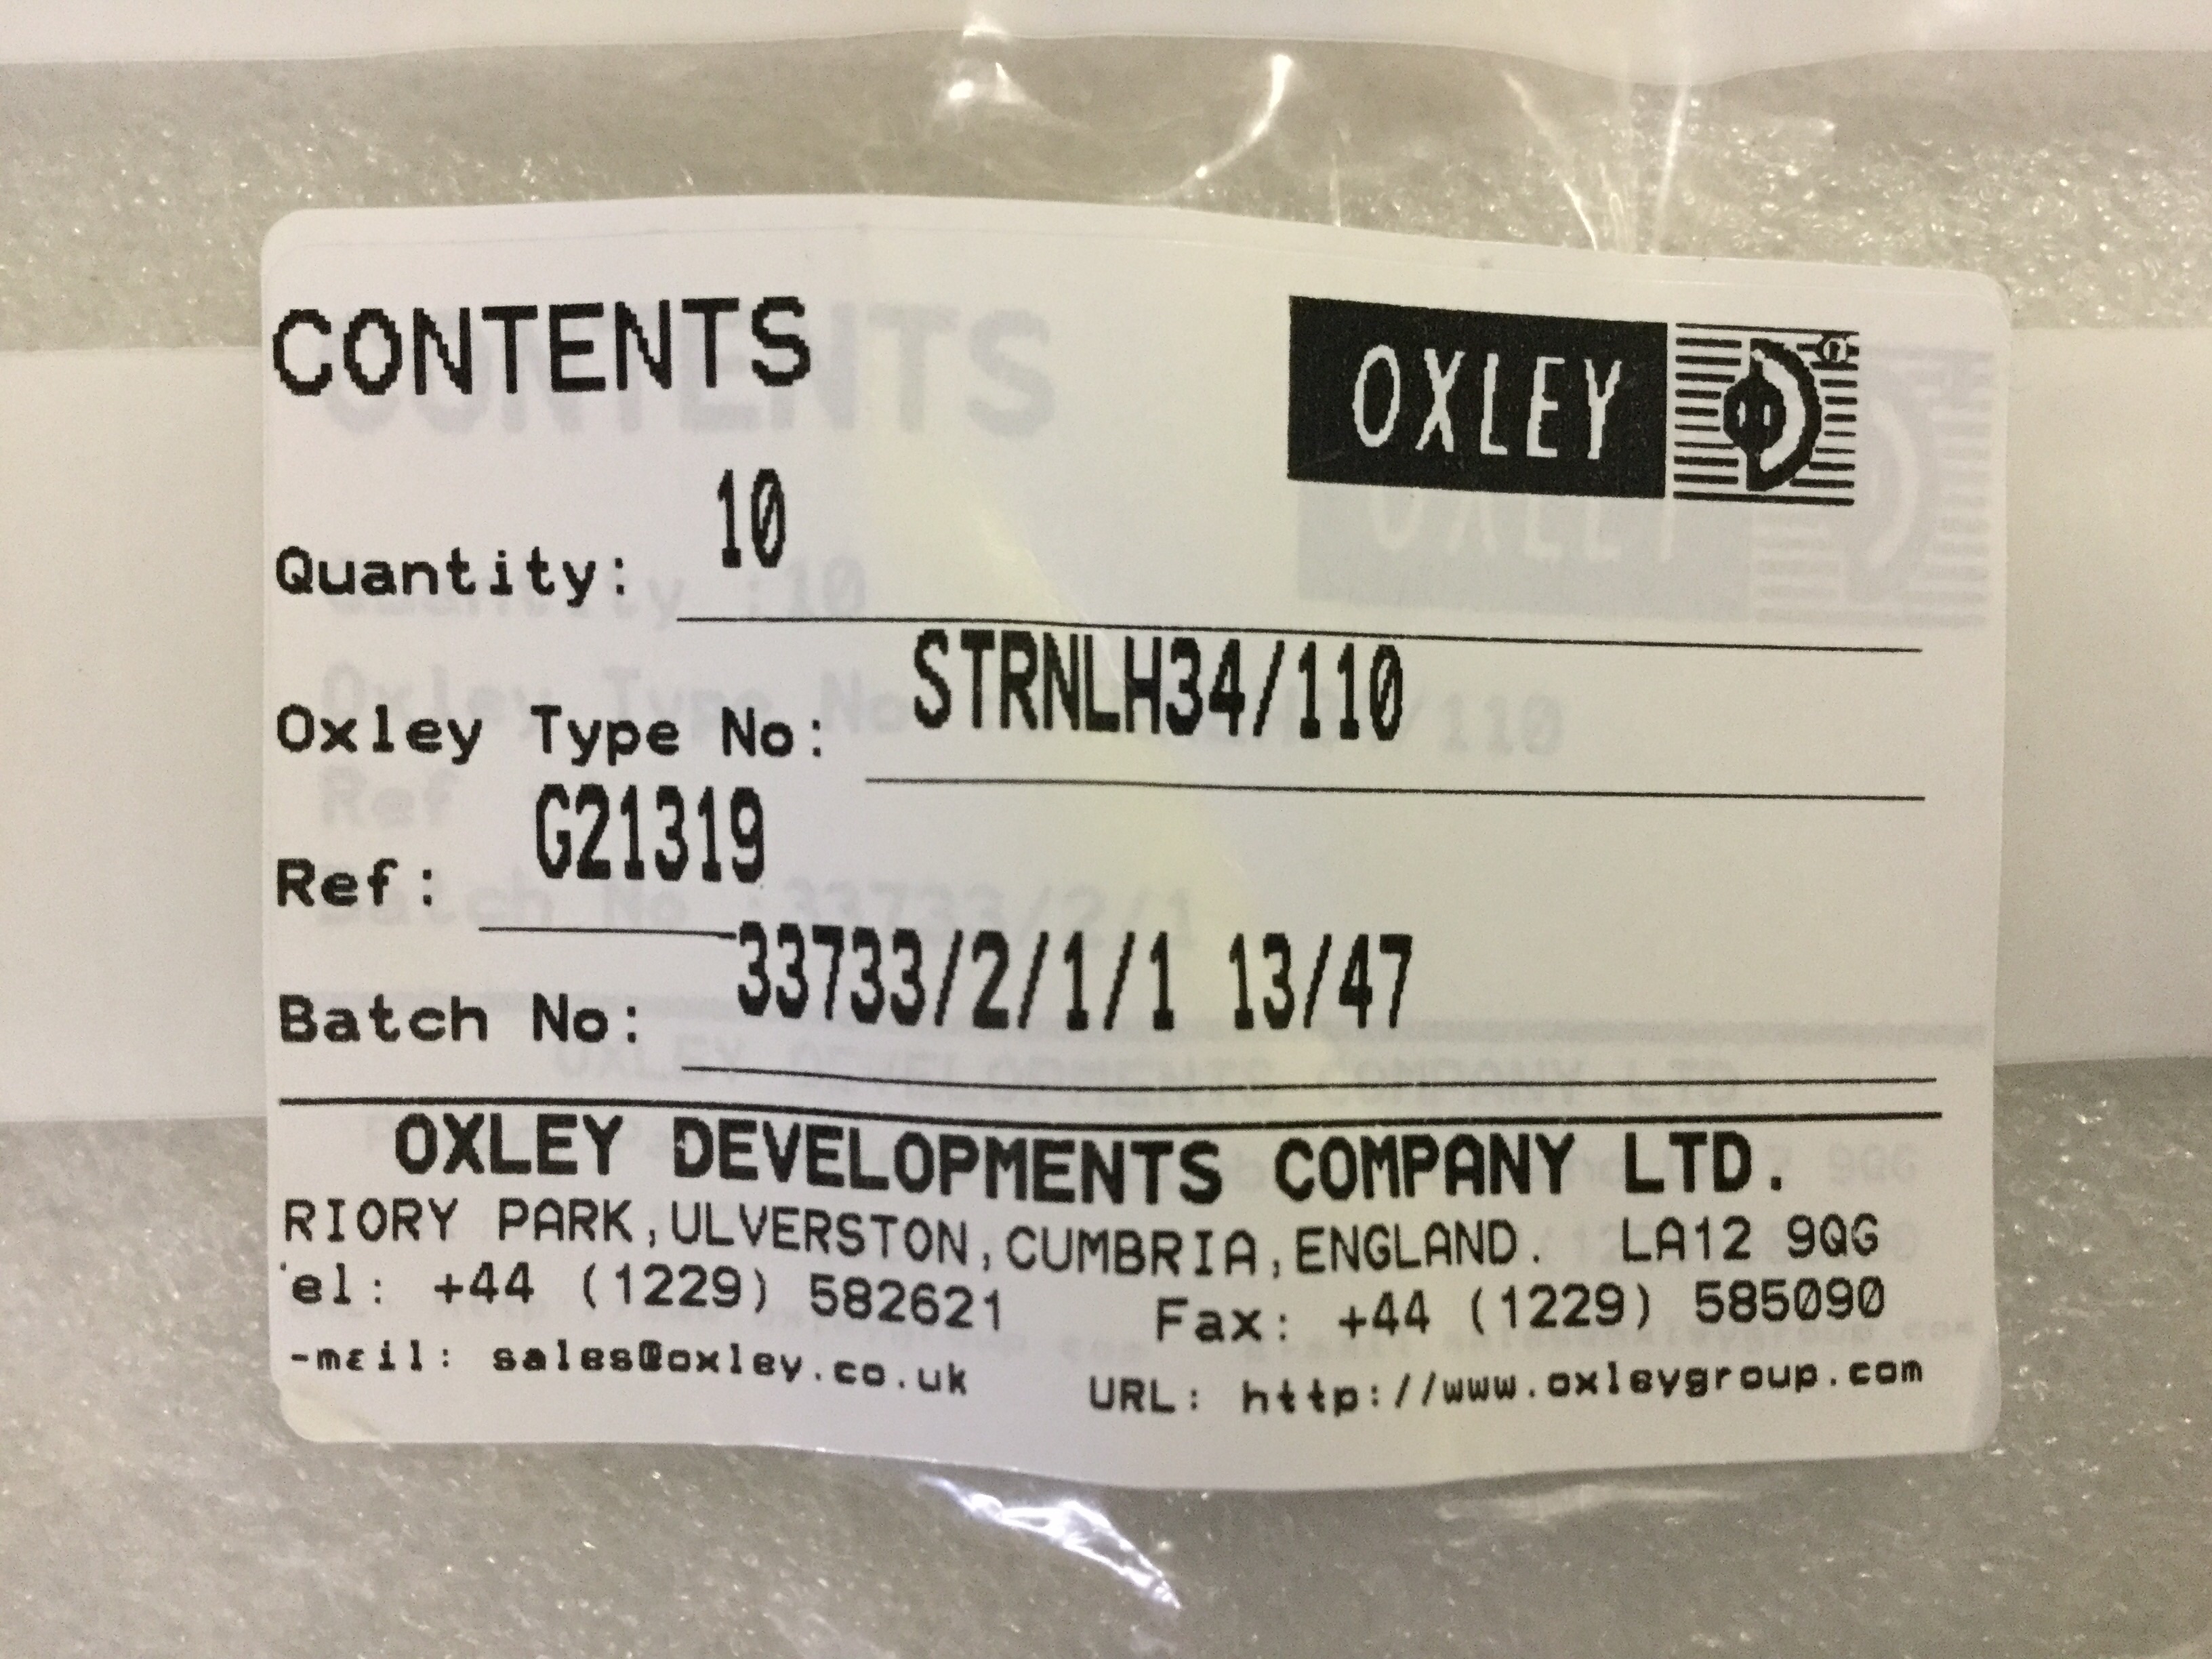 CONTENTS
OXLEY
Quantity: 10
Oxley Type No: STRNLH34/110
Ref: G21319
Batch No: 33733/2/1/1 13/47
OXLEY DEVELOPMENTS COMPANY LTD.
RIORY PARK,ULVERSTON,CUMBRIA,ENGLAND. LA12 9QG
el: +44 (1229) 582621 Fax: +44 (1229) 585090
-mail: sales@oxley.co.uk URL: http://www.oxleygroup.com